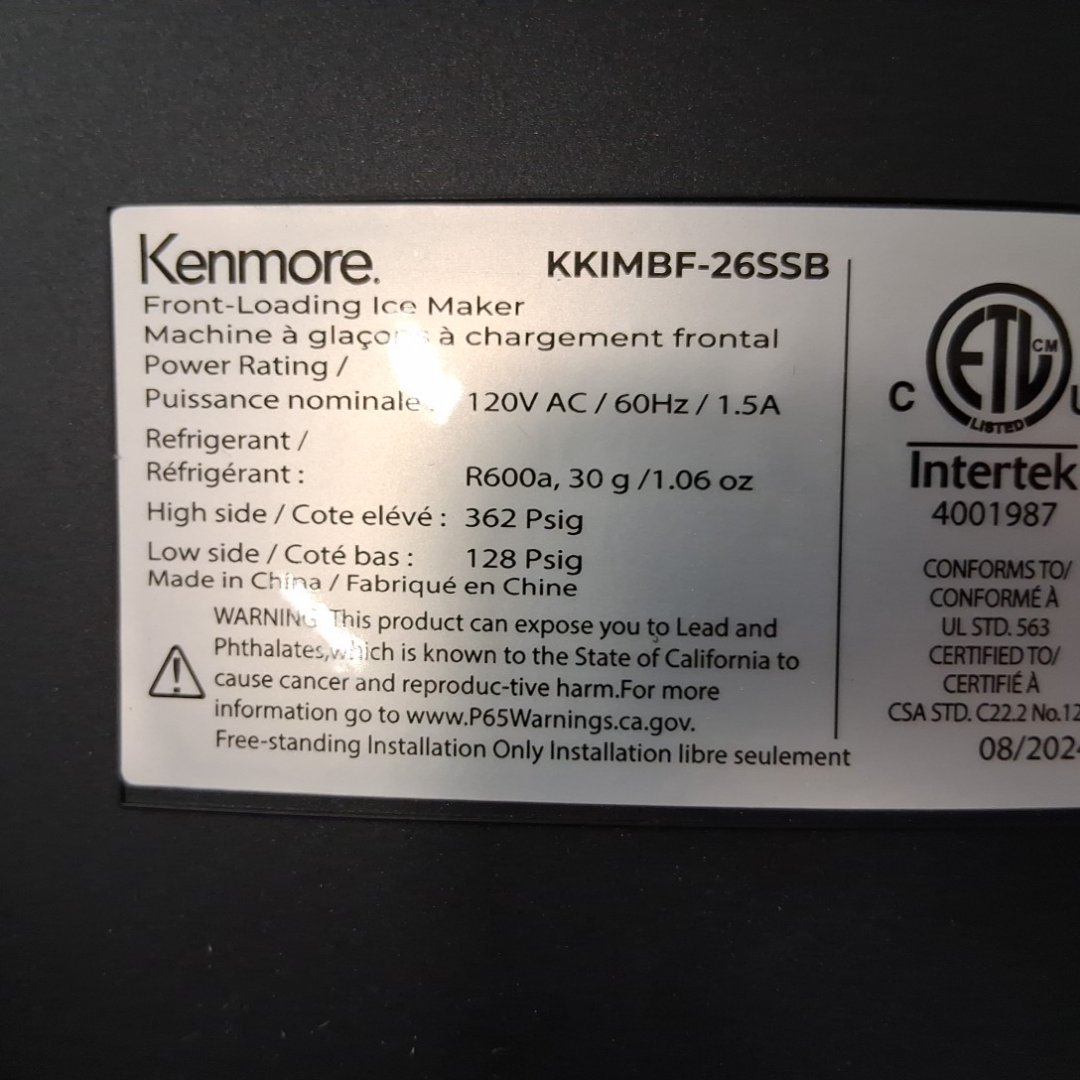 Kenmore.
KKIMBF-26SSB
Front-Loading Ice Maker
Machine à glaçons à chargement frontal
Power Rating /
Puissance nominale : 120V AC / 60Hz / 1.5A
Refrigerant /
Réfrigérant : R600a, 30 g /1.06 oz
High side / Cote elévé : 362 Psig
Low side / Coté bas : 128 Psig
Made in China / Fabriqué en Chine
WARNING This product can expose you to Lead and
Phthalates,which is known to the State of California to
cause cancer and reproduc-tive harm.For more
information go to www.P65Warnings.ca.gov.
Free-standing Installation Only Installation libre seulement
ETL CM
LISTED
C
Intertek
4001987
CONFORMS TO/
CONFORMÉ À
UL STD. 563
CERTIFIED TO/
CERTIFIÉ À
CSA STD. C22.2 No.12
08/2024